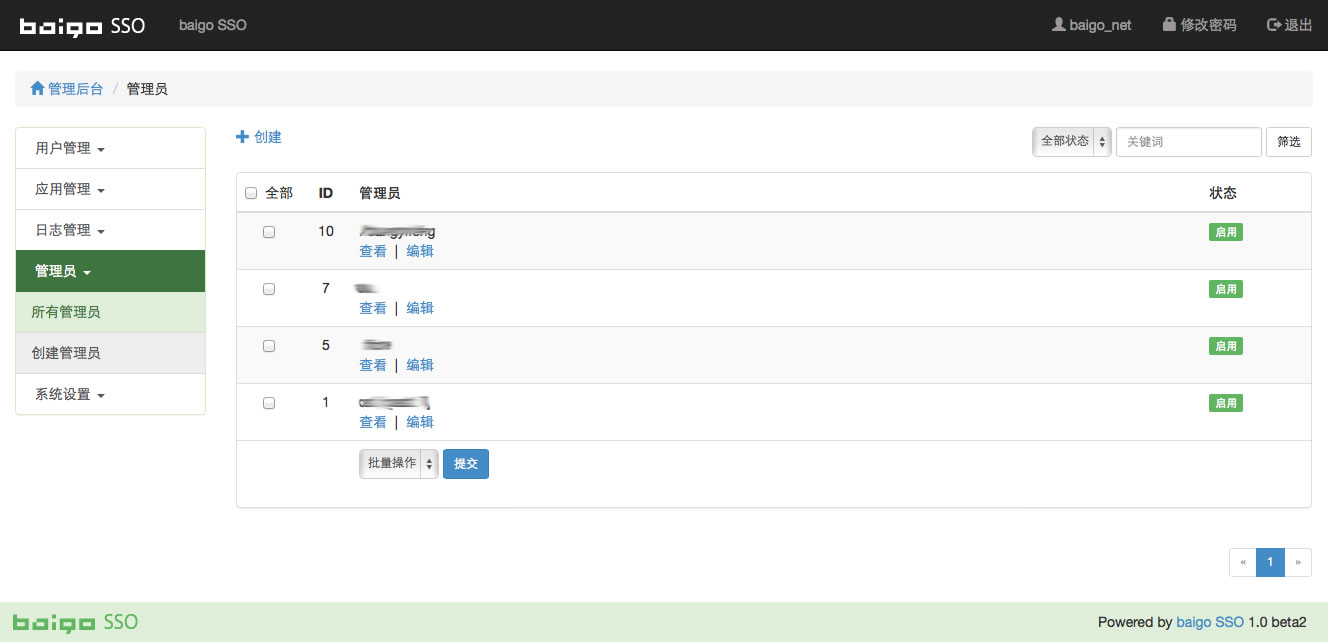 baigo SSO baigo SSO baigo_net 修改密码 退出
管理后台 / 管理员
用户管理
应用管理
日志管理
管理员
所有管理员
创建管理员
系统设置
创建 全部状态 关键词 筛选
全部 ID 管理员 状态
10 启用
查看 | 编辑
7 启用
查看 | 编辑
5 启用
查看 | 编辑
1 启用
查看 | 编辑
批量操作 提交
« 1 »
baigo SSO Powered by baigo SSO 1.0 beta2